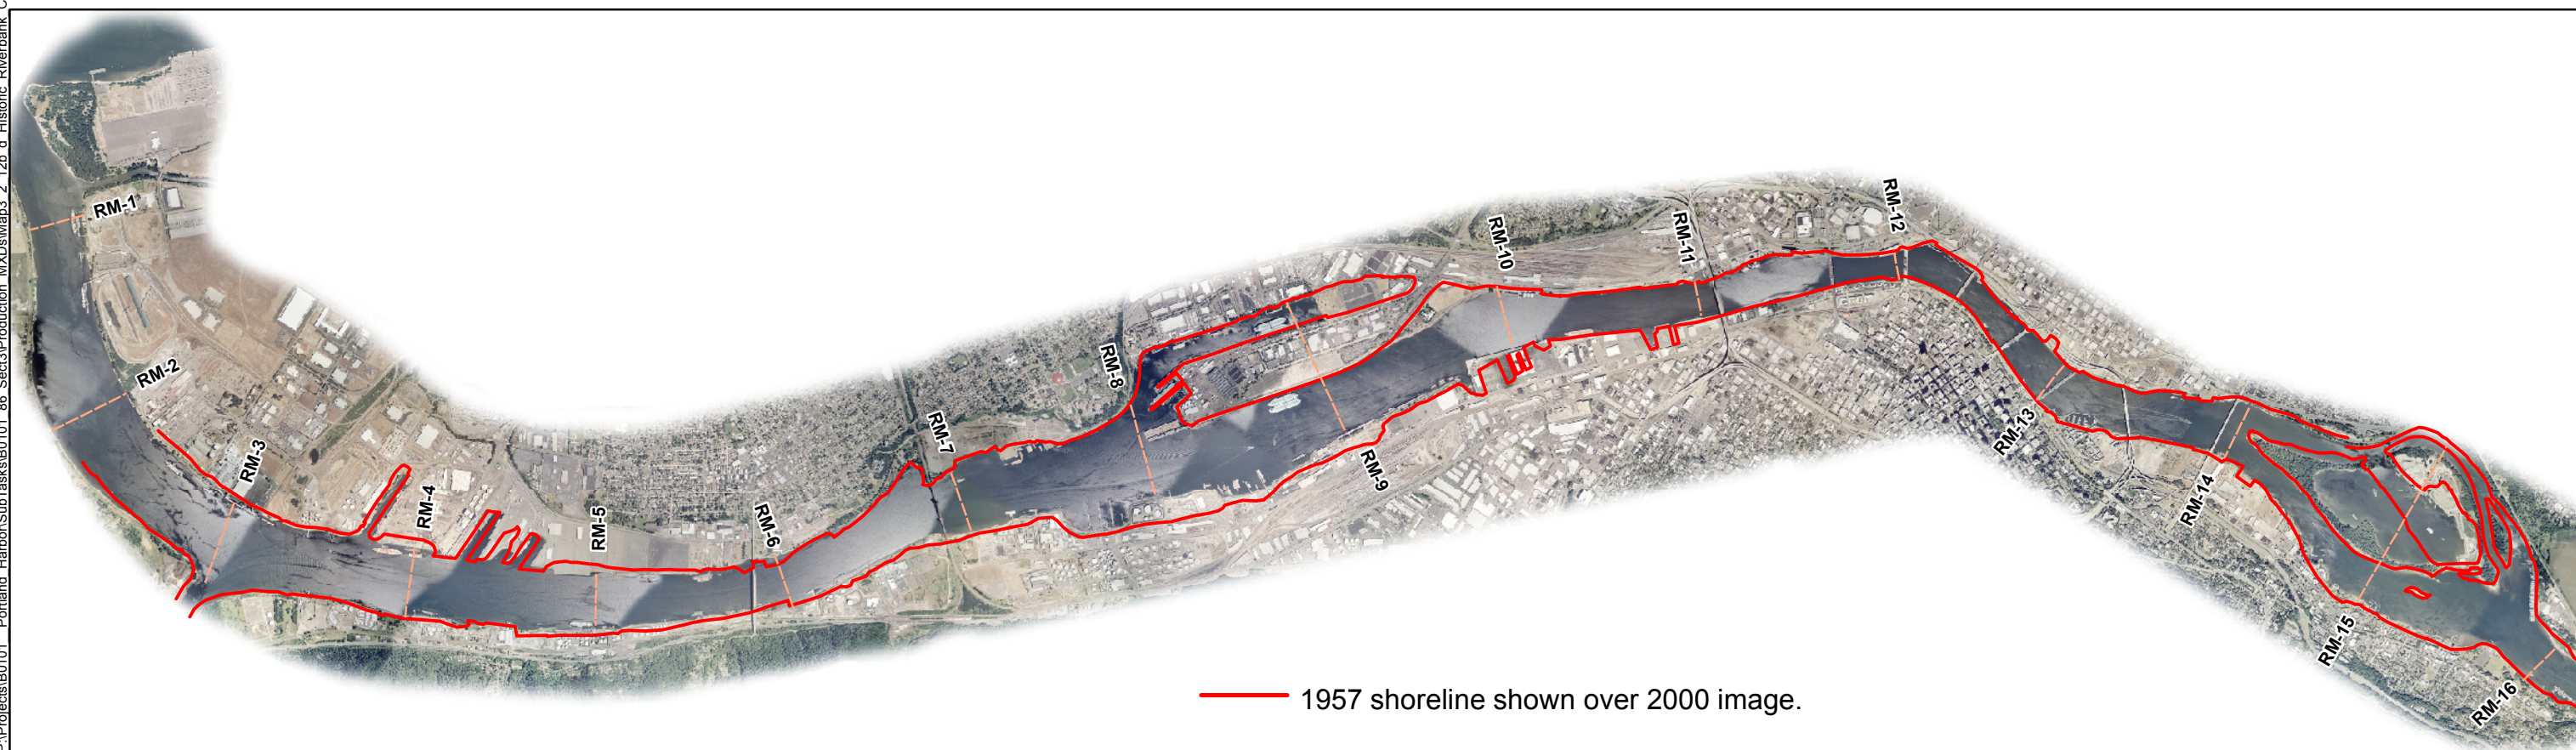 RM-1
RM-2
RM-3
RM-4
RM-5
RM-6
RM-7
RM-8
RM-9
RM-10
RM-11
RM-12
RM-13
RM-14
RM-15
RM-16
1957 shoreline shown over 2000 image.